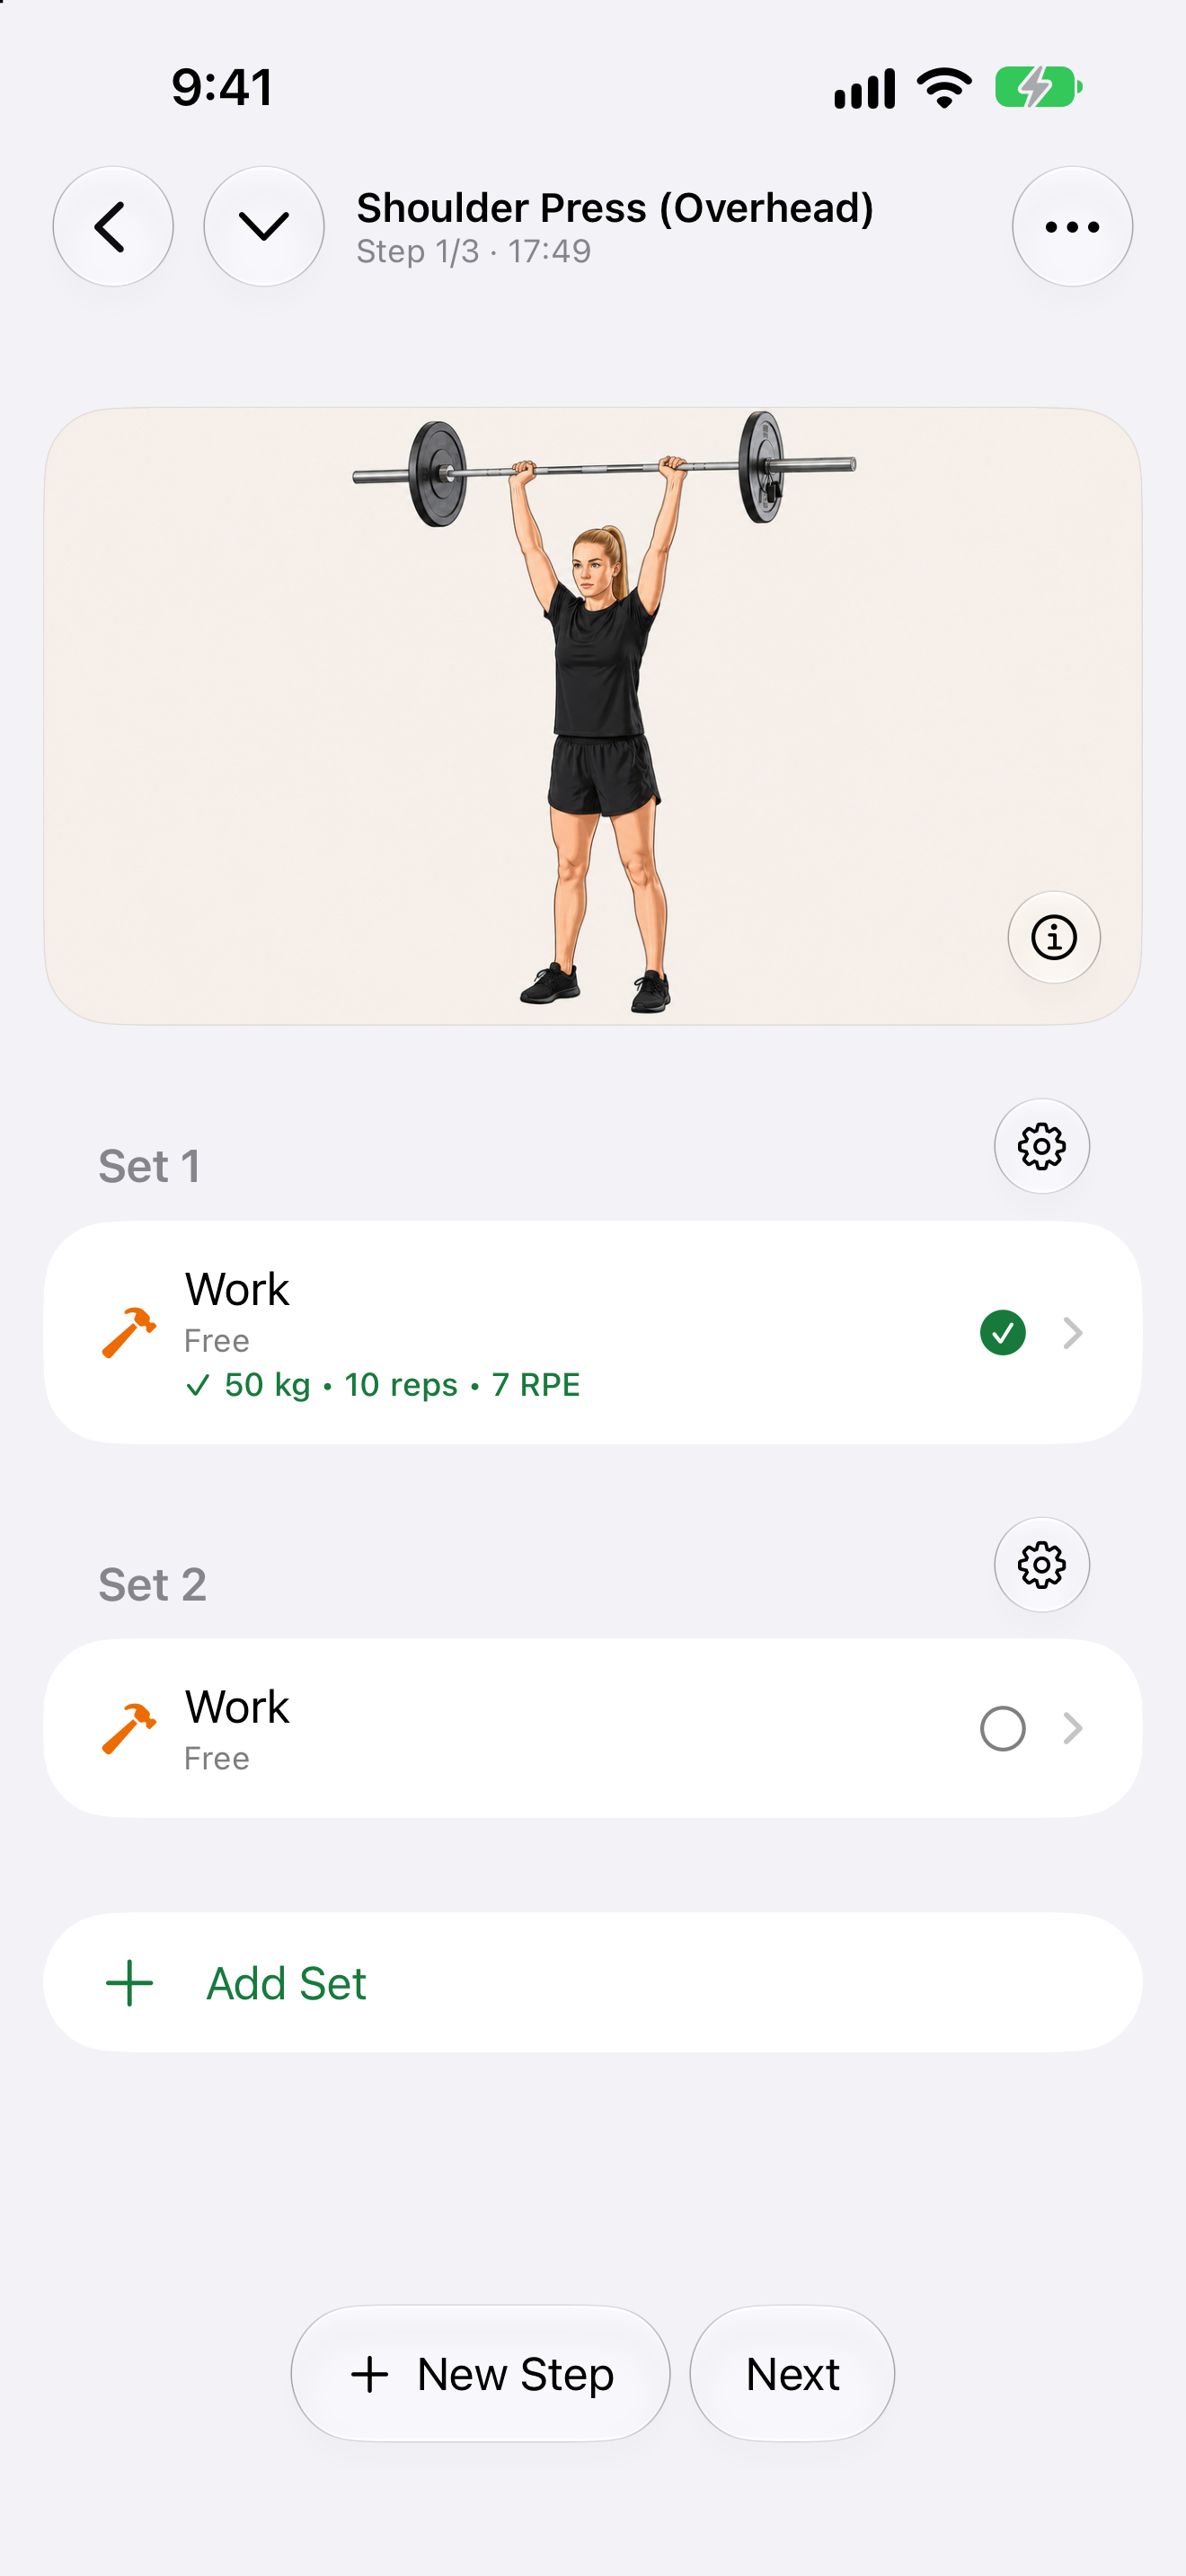 9:41
Shoulder Press (Overhead)
Step 1/3 · 17:49
Set 1
Work
Free
✓ 50 kg • 10 reps • 7 RPE
Set 2
Work
Free
+ Add Set
+ New Step
Next